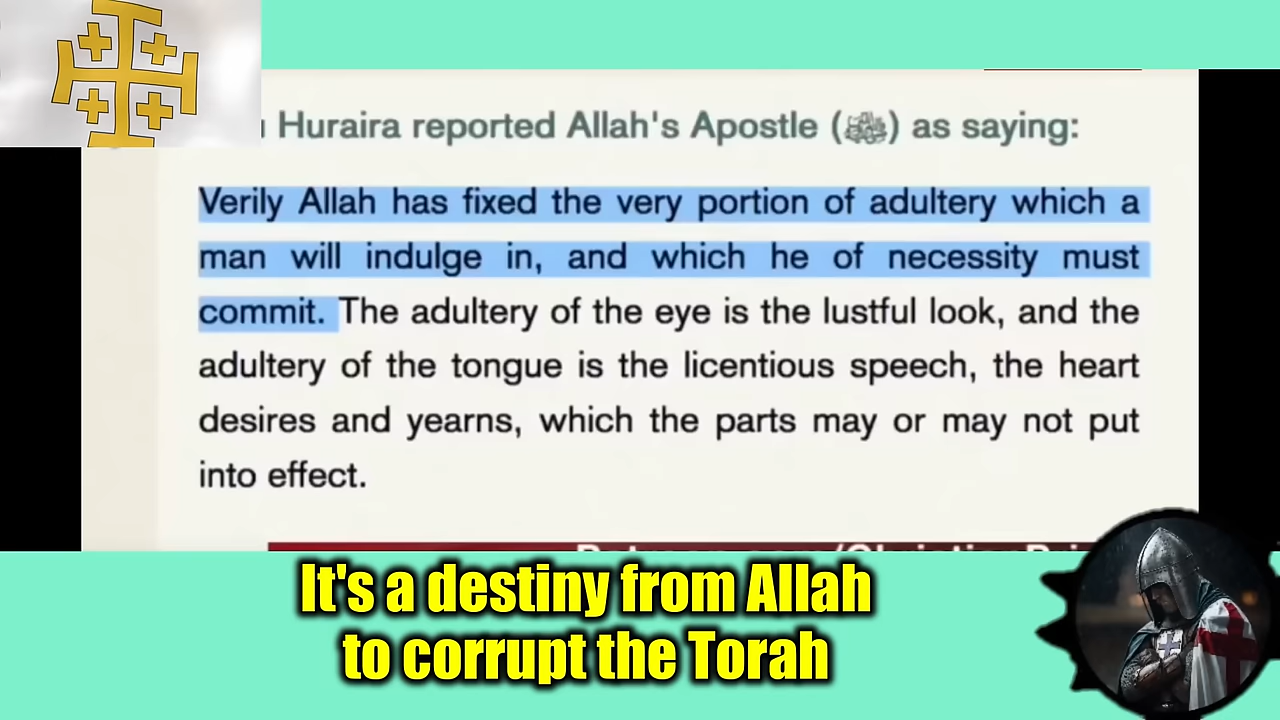 Huraira reported Allah's Apostle (ﷺ) as saying:
Verily Allah has fixed the very portion of adultery which a
man will indulge in, and which he of necessity must
commit. The adultery of the eye is the lustful look, and the
adultery of the tongue is the licentious speech, the heart
desires and yearns, which the parts may or may not put
into effect.
It's a destiny from Allah
to corrupt the Torah